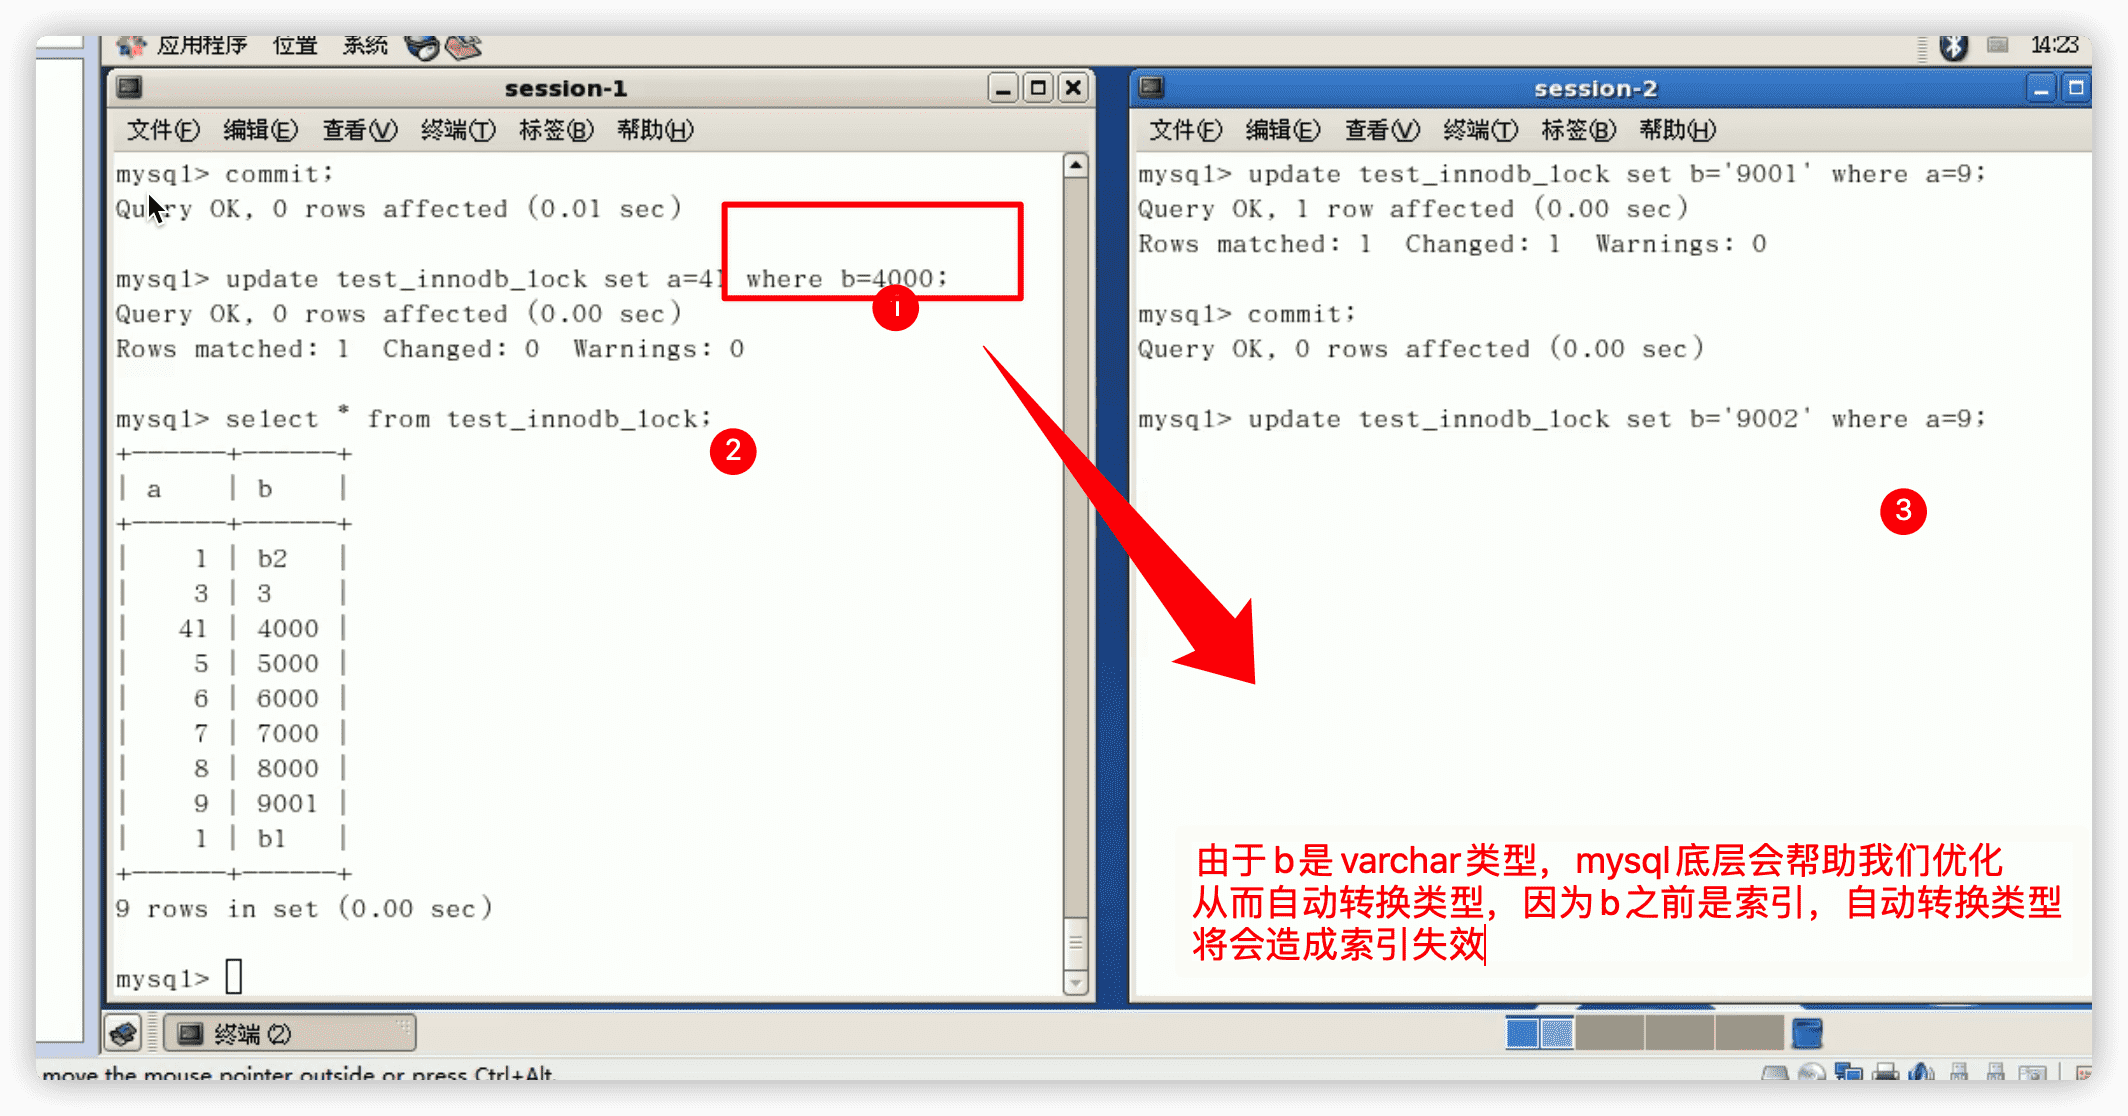 应用程序 位置 系统
14:23
session-1
文件(F) 编辑(E) 查看(V) 终端(T) 标签(B) 帮助(H)
mysql> commit;
Query OK, 0 rows affected (0.01 sec)
mysql> update test_innodb_lock set a=41 where b=4000;
1
Query OK, 0 rows affected (0.00 sec)
Rows matched: 1  Changed: 0  Warnings: 0
mysql> select * from test_innodb_lock;
2
+------+------+
| a    | b    |
+------+------+
|    1 | b2   |
|    3 | 3    |
|   41 | 4000 |
|    5 | 5000 |
|    6 | 6000 |
|    7 | 7000 |
|    8 | 8000 |
|    9 | 9001 |
|    1 | b1   |
+------+------+
9 rows in set (0.00 sec)
mysql>
session-2
文件(F) 编辑(E) 查看(V) 终端(T) 标签(B) 帮助(H)
mysql> update test_innodb_lock set b='9001' where a=9;
Query OK, 1 row affected (0.00 sec)
Rows matched: 1  Changed: 1  Warnings: 0
mysql> commit;
Query OK, 0 rows affected (0.00 sec)
mysql> update test_innodb_lock set b='9002' where a=9;
3
由于b是varchar类型，mysql底层会帮助我们优化
从而自动转换类型，因为b之前是索引，自动转换类型
将会造成索引失效
终端 (2)
move the mouse pointer outside or press Ctrl+Alt.